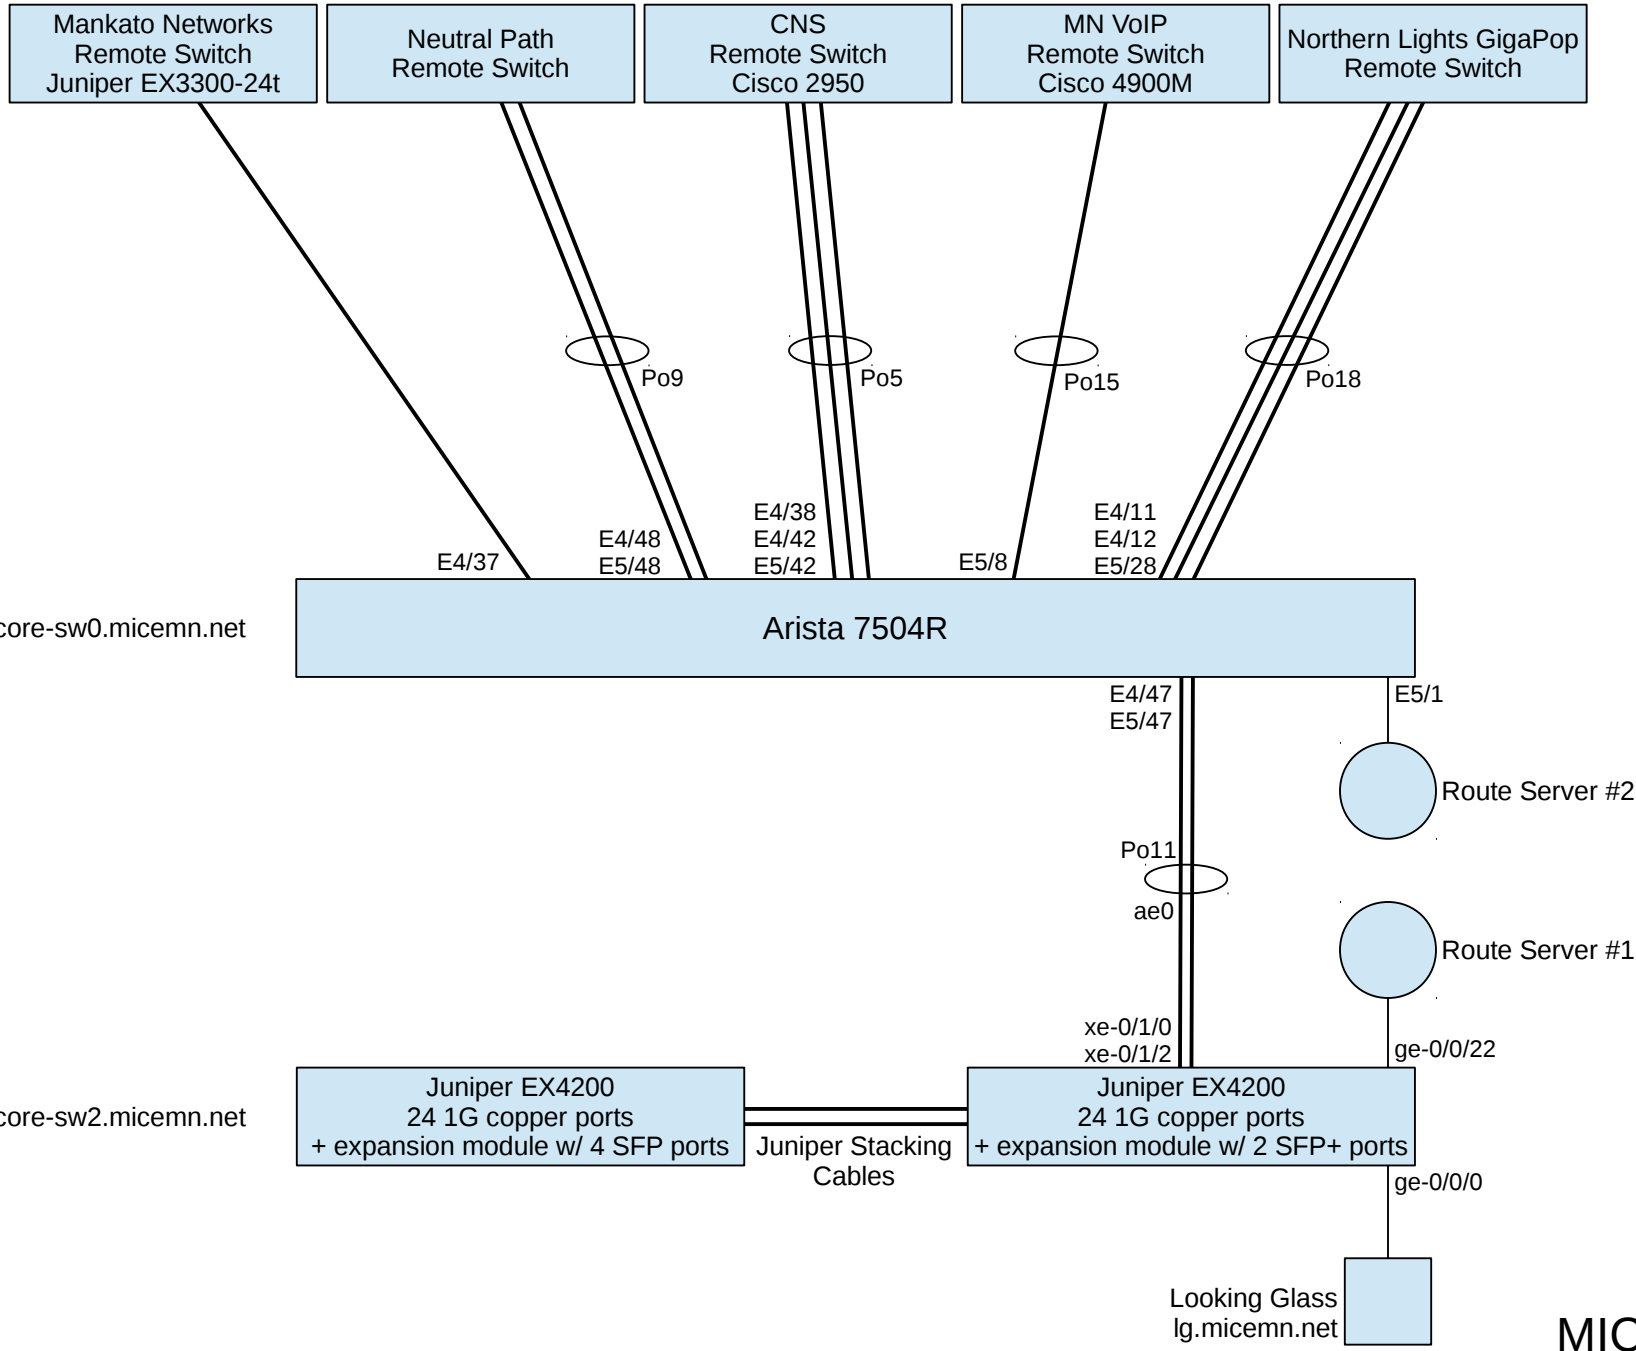 Mankato Networks
Remote Switch
Juniper EX3300-24t
Neutral Path
Remote Switch
CNS
Remote Switch
Cisco 2950
MN VoIP
Remote Switch
Cisco 4900M
Northern Lights GigaPop
Remote Switch
Po9
Po5
Po15
Po18
E4/37
E4/48
E5/48
E4/38
E4/42
E5/42
E5/8
E4/11
E4/12
E5/28
core-sw0.micemn.net
Arista 7504R
E4/47
E5/47
E5/1
Route Server #2
Po11
ae0
Route Server #1
xe-0/1/0
xe-0/1/2
ge-0/0/22
core-sw2.micemn.net
Juniper EX4200
24 1G copper ports
+ expansion module w/ 4 SFP ports
Juniper Stacking
Cables
Juniper EX4200
24 1G copper ports
+ expansion module w/ 2 SFP+ ports
ge-0/0/0
Looking Glass
lg.micemn.net